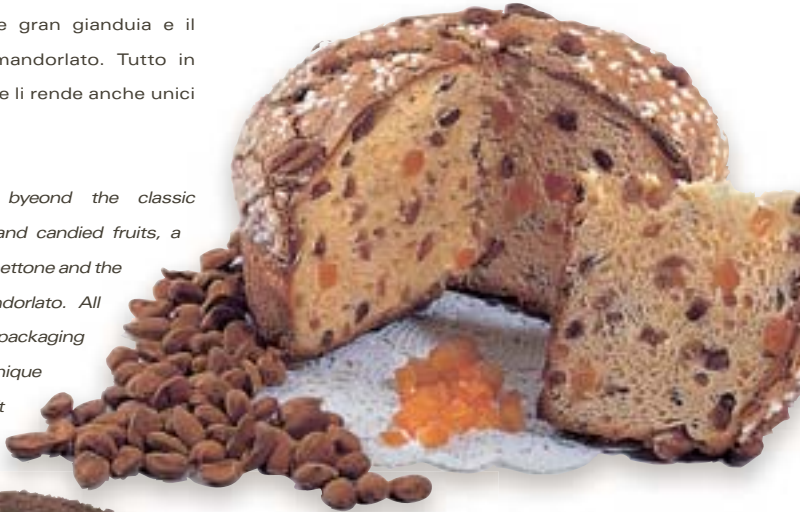 e gran gianduia e il
mandorlato. Tutto in
e li rende anche unici
byeond the classic
and candied fruits, a
ettone and the
ndorlato. All
packaging
nique
t